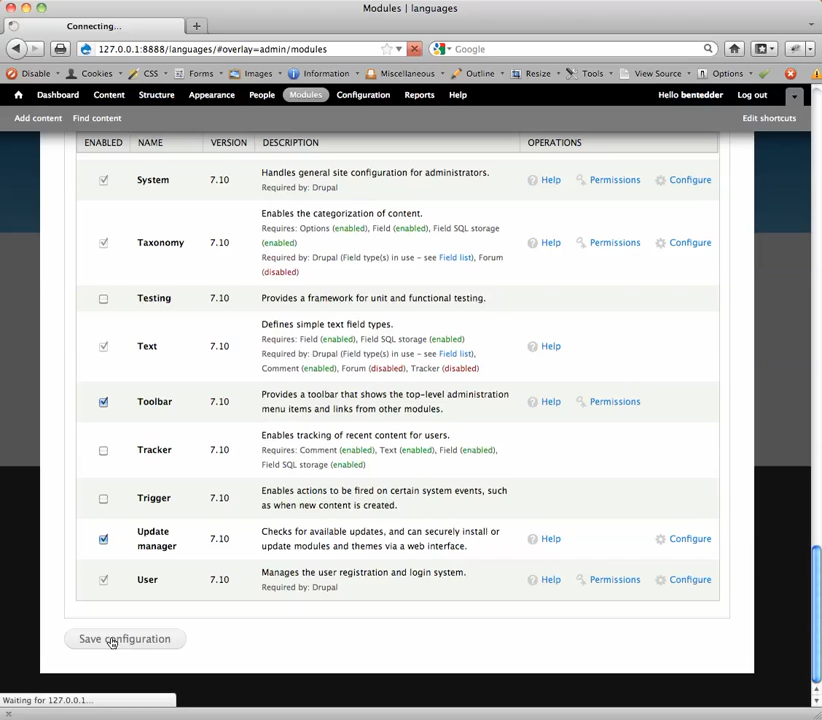 Modules | languages
Connecting...
127.0.0.1:8888/languages/#overlay=admin/modules
Google
Disable Cookies CSS Forms Images Information Miscellaneous Outline Resize Tools View Source Options
Dashboard Content Structure Appearance People Modules Configuration Reports Help Hello bentedder Log out
Add content Find content Edit shortcuts
ENABLED NAME VERSION DESCRIPTION OPERATIONS
Handles general site configuration for administrators.
System 7.10 Help Permissions Configure
Required by: Drupal
Enables the categorization of content.
Requires: Options (enabled), Field (enabled), Field SQL storage
Taxonomy 7.10 (enabled) Help Permissions Configure
Required by: Drupal (Field type(s) in use – see Field list), Forum
(disabled)
Testing 7.10 Provides a framework for unit and functional testing.
Defines simple text field types.
Requires: Field (enabled), Field SQL storage (enabled)
Text 7.10 Help
Required by: Drupal (Field type(s) in use – see Field list),
Comment (enabled), Forum (disabled), Tracker (disabled)
Provides a toolbar that shows the top-level administration
Toolbar 7.10 Help Permissions
menu items and links from other modules.
Enables tracking of recent content for users.
Tracker 7.10 Requires: Comment (enabled), Text (enabled), Field (enabled),
Field SQL storage (enabled)
Enables actions to be fired on certain system events, such
Trigger 7.10
as when new content is created.
Update manager 7.10 Checks for available updates, and can securely install or Help Configure
update modules and themes via a web interface.
Manages the user registration and login system.
User 7.10 Help Permissions Configure
Required by: Drupal
Save configuration
Waiting for 127.0.0.1...